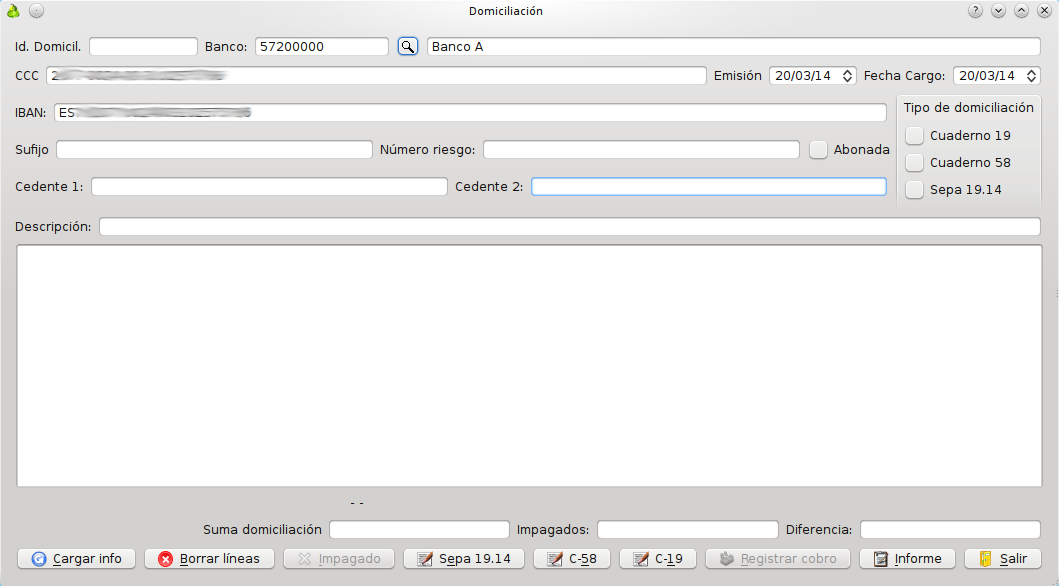 Domiciliación
Id. Domicil. Banco: 57200000 Banco A
CCC 2 Emisión 20/03/14 Fecha Cargo: 20/03/14
IBAN: ES
Tipo de domiciliación
Cuaderno 19
Cuaderno 58
Sepa 19.14
Sufijo Número riesgo: Abonada
Cedente 1: Cedente 2:
Descripción:
- -
Suma domiciliación Impagados: Diferencia:
Cargar info Borrar líneas Impagado Sepa 19.14 C-58 C-19 Registrar cobro Informe Salir